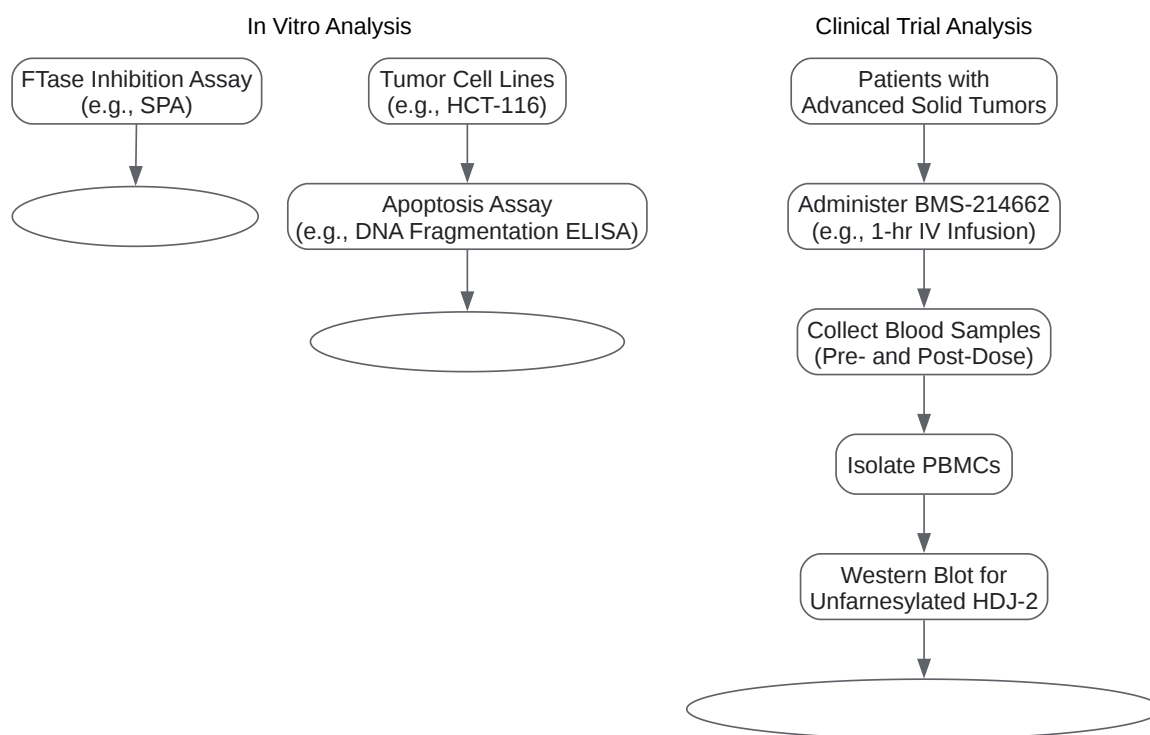 In Vitro Analysis
FTase Inhibition Assay
(e.g., SPA)
Tumor Cell Lines
(e.g., HCT-116)
Apoptosis Assay
(e.g., DNA Fragmentation ELISA)
Clinical Trial Analysis
Patients with
Advanced Solid Tumors
Administer BMS-214662
(e.g., 1-hr IV Infusion)
Collect Blood Samples
(Pre- and Post-Dose)
Isolate PBMCs
Western Blot for
Unfarnesylated HDJ-2